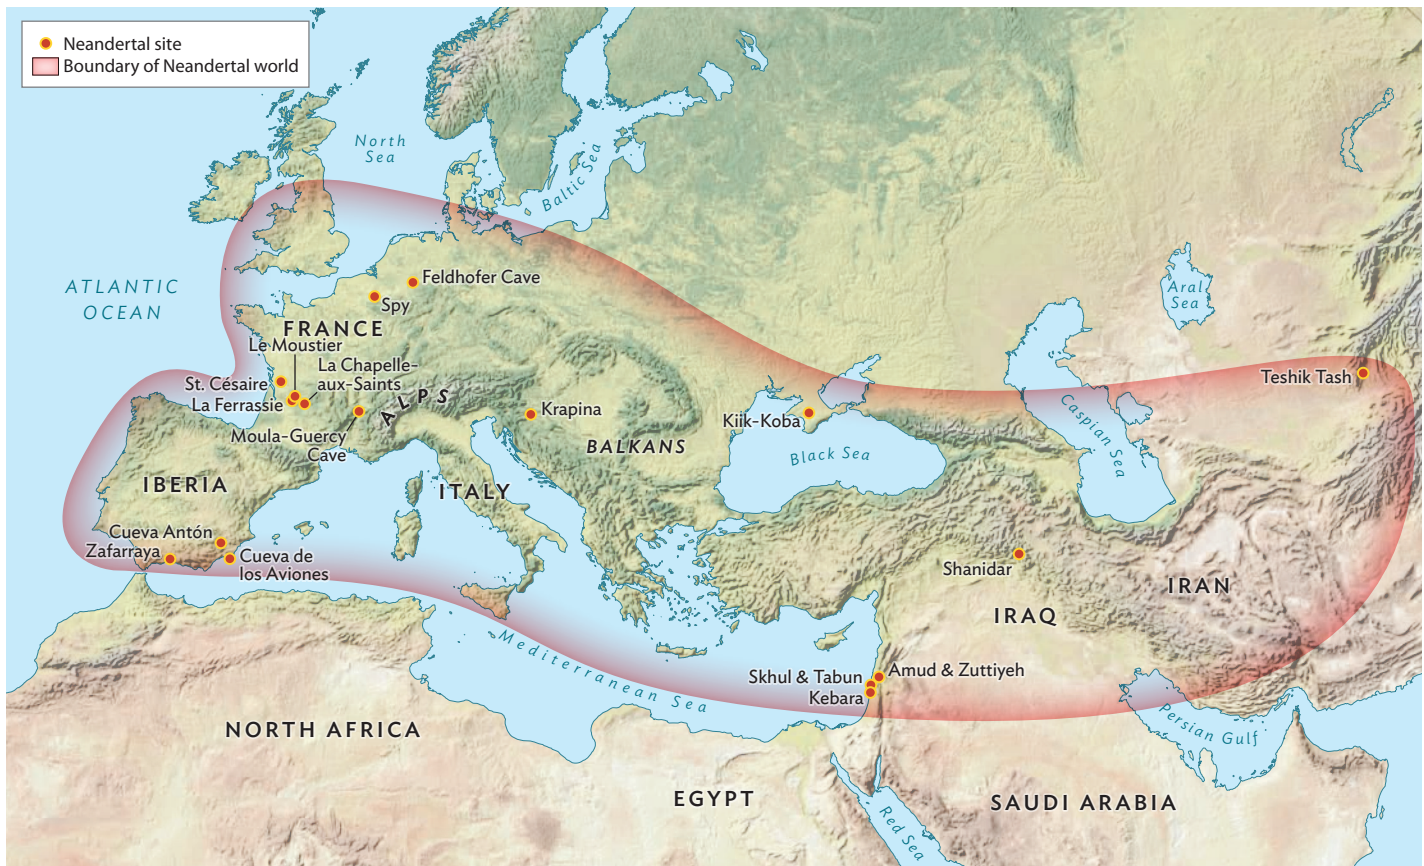 Neandertal site
Boundary of Neandertal world
North
Sea
Baltic Sea
ATLANTIC
OCEAN
Feldhofer Cave
Spy
FRANCE
Le Moustier
La Chapelle-
aux-Saints
St. Césaire
La Ferrassie
ALPS
Moula-Guercy
Cave
Krapina
BALKANS
Kiik-Koba
Black Sea
Caspian Sea
Aral
Sea
Teshik Tash
IBERIA
ITALY
Cueva Antón
Zafarraya
Cueva de
los Aviones
Shanidar
IRAQ
IRAN
Mediterranean Sea
Skhul & Tabun
Kebara
Amud & Zuttiyeh
Persian Gulf
NORTH AFRICA
EGYPT
Red Sea
SAUDI ARABIA